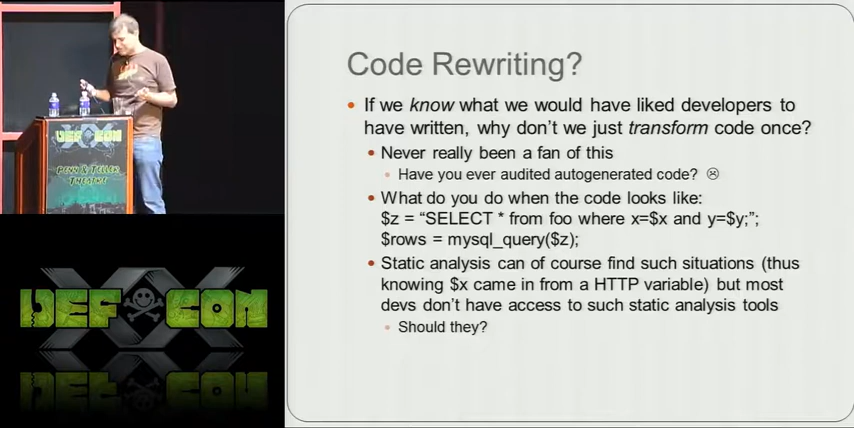 DEF CON
PENN & TELLER
THEATRE
XX
DEF CON
Code Rewriting?
• If we know what we would have liked developers to
have written, why don't we just transform code once?
• Never really been a fan of this
• Have you ever audited autogenerated code? ☹
• What do you do when the code looks like:
$z = “SELECT * from foo where x=$x and y=$y;”;
$rows = mysql_query($z);
• Static analysis can of course find such situations (thus
knowing $x came in from a HTTP variable) but most
devs don't have access to such static analysis tools
• Should they?